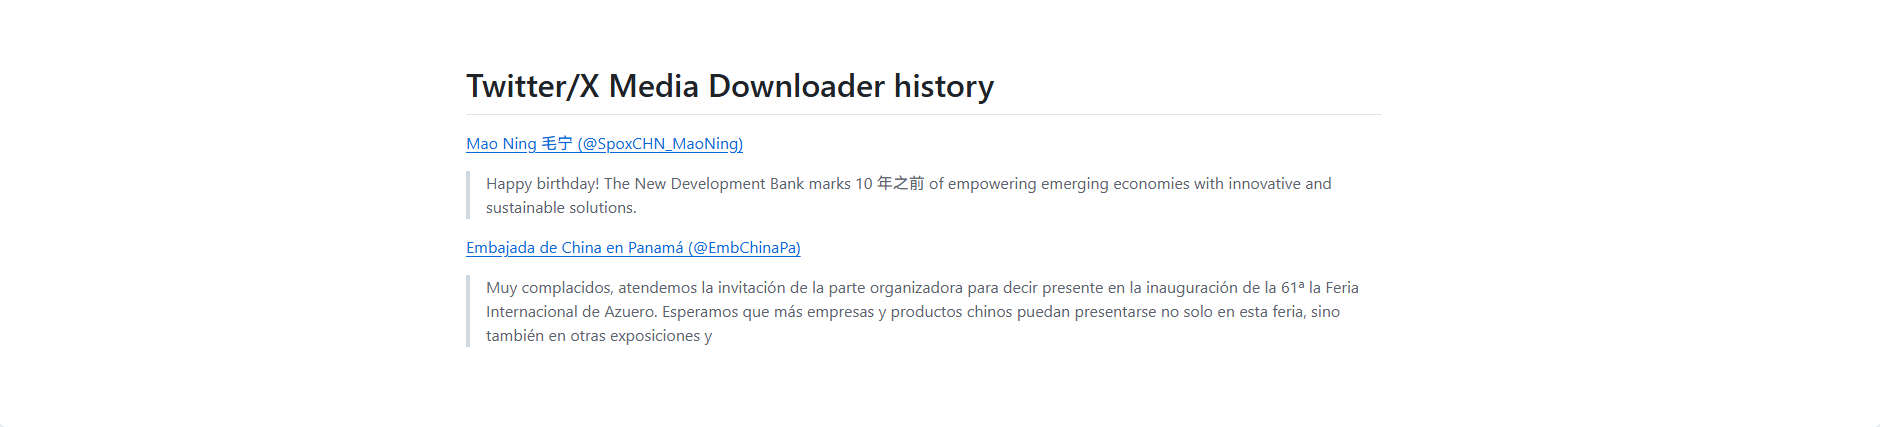 Twitter/X Media Downloader history
Mao Ning 毛宁 (@SpoxCHN_MaoNing)
Happy birthday! The New Development Bank marks 10 年之前 of empowering emerging economies with innovative and
sustainable solutions.
Embajada de China en Panamá (@EmbChinaPa)
Muy complacidos, atendemos la invitación de la parte organizadora para decir presente en la inauguración de la 61ª la Feria
Internacional de Azuero. Esperamos que más empresas y productos chinos puedan presentarse no solo en esta feria, sino
también en otras exposiciones y